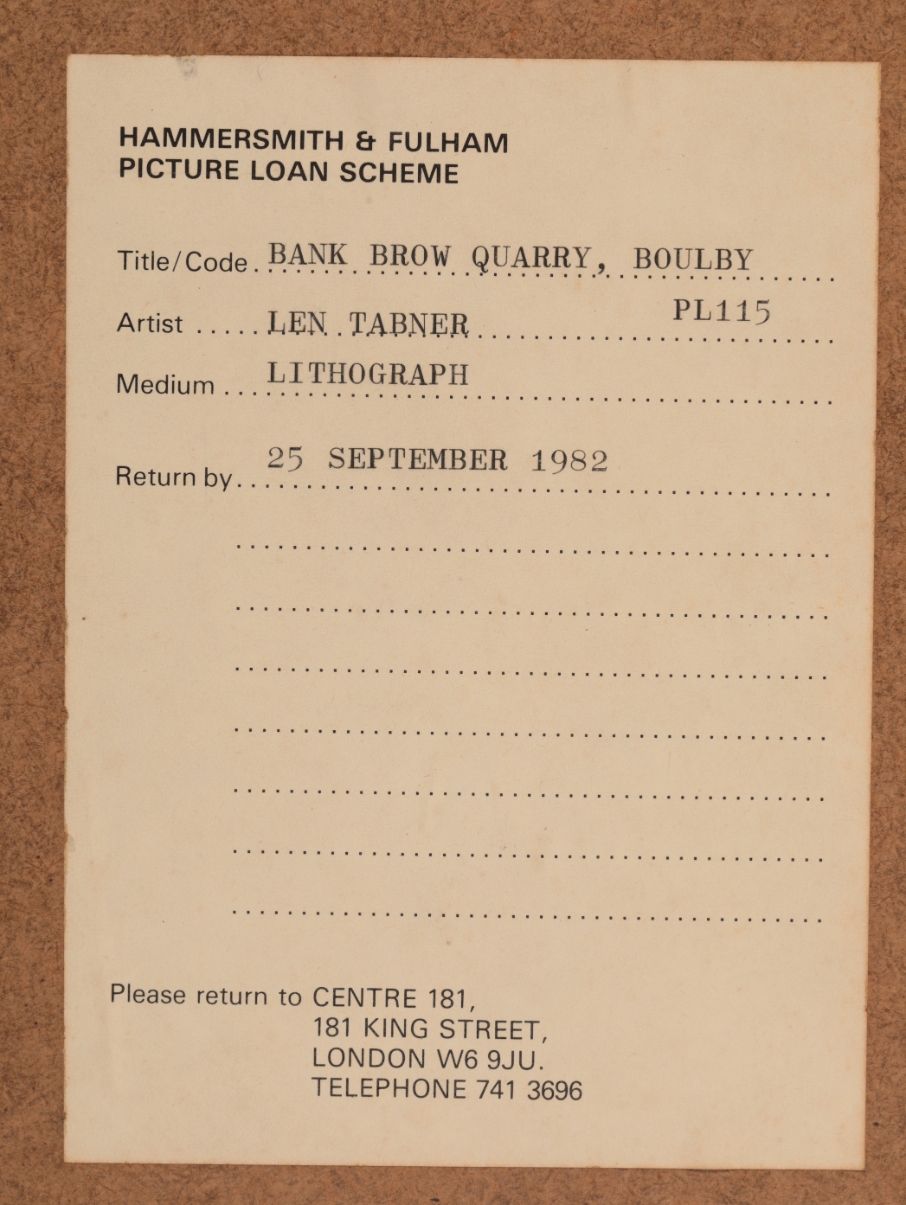 HAMMERSMITH & FULHAM
PICTURE LOAN SCHEME
Title/Code BANK BROW QUARRY, BOULBY
PL115
Artist ..... LEN TABNER
Medium ... LITHOGRAPH
Return by 25 SEPTEMBER 1982
Please return to CENTRE 181,
181 KING STREET,
LONDON W6 9JU.
TELEPHONE 741 3696